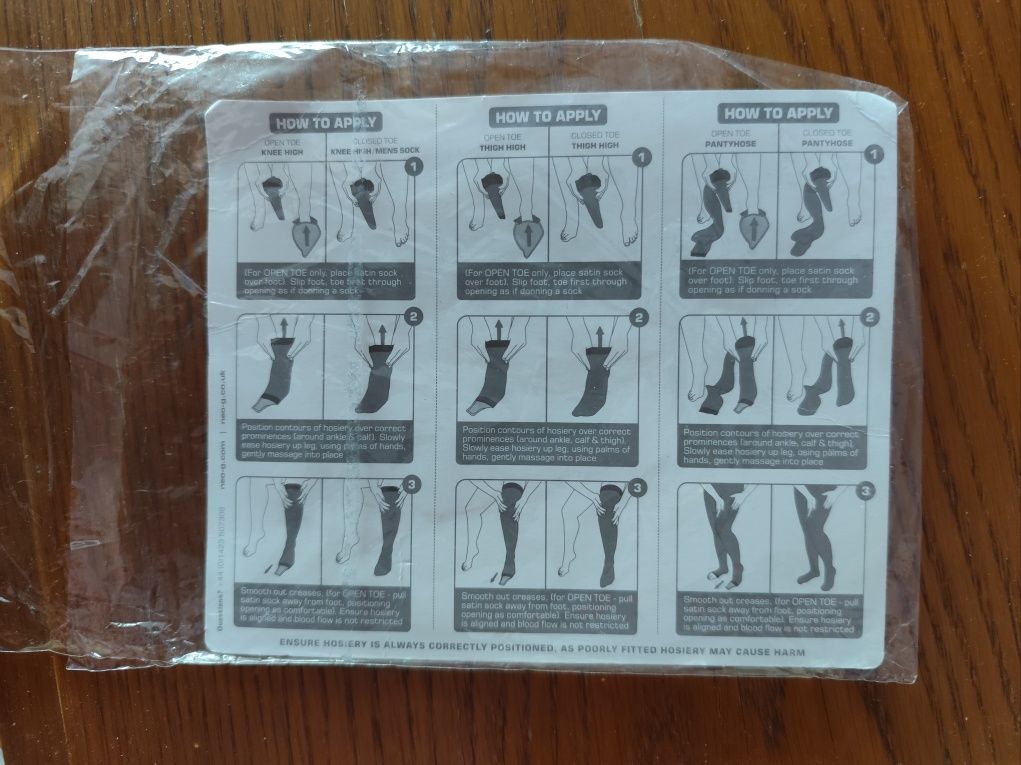 HOW TO APPLY
OPEN TOE
KNEE HIGH
CLOSED TOE
KNEE HIGH/MENS SOCK
1
(For OPEN TOE only, place satin sock
over foot). Slip foot, toe first through
opening as if donning a sock
2
Position contours of hosiery over correct
prominences (around ankle & calf). Slowly
ease hosiery up leg, using palms of hands,
gently massage into place
3
Smooth out creases. (for OPEN TOE - pull
satin sock away from foot, positioning
opening as comfortable). Ensure hosiery
is aligned and blood flow is not restricted
HOW TO APPLY
OPEN TOE
THIGH HIGH
CLOSED TOE
THIGH HIGH
1
(For OPEN TOE only, place satin sock
over foot). Slip foot, toe first through
opening as if donning a sock
2
Position contours of hosiery over correct
prominences (around ankle, calf & thigh).
Slowly ease hosiery up leg, using palms of
hands, gently massage into place
3
Smooth out creases. (for OPEN TOE - pull
satin sock away from foot, positioning
opening as comfortable). Ensure hosiery
is aligned and blood flow is not restricted
HOW TO APPLY
OPEN TOE
PANTYHOSE
CLOSED TOE
PANTYHOSE
1
(For OPEN TOE only, place satin sock
over foot). Slip foot, toe first through
opening as if donning a sock
2
Position contours of hosiery over correct
prominences (around ankle, calf & thigh).
Slowly ease hosiery up leg, using palms of
hands, gently massage into place
3
Smooth out creases. (for OPEN TOE - pull
satin sock away from foot, positioning
opening as comfortable). Ensure hosiery
is aligned and blood flow is not restricted
ENSURE HOSIERY IS ALWAYS CORRECTLY POSITIONED, AS POORLY FITTED HOSIERY MAY CAUSE HARM
Questions? +44 (0)1423 507309 neo-g.com | neo-g.co.uk